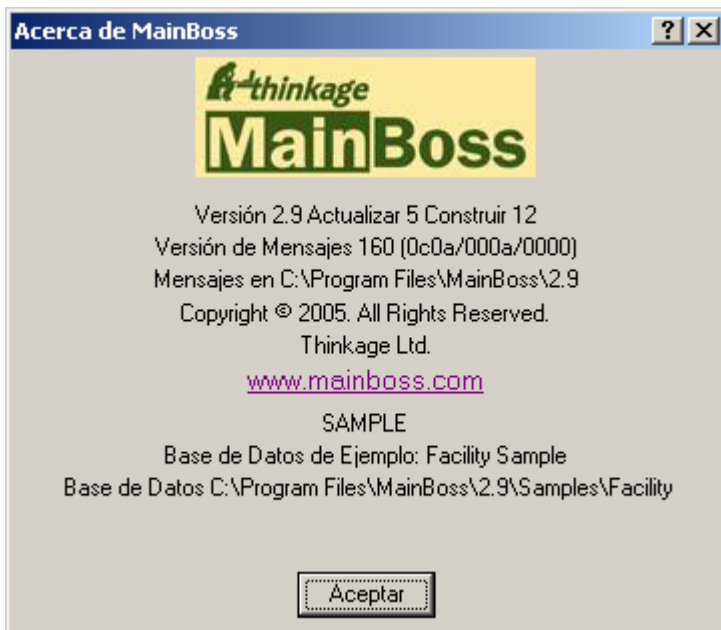 Acerca de MainBoss
thinkage
MainBoss
Versión 2.9 Actualizar 5 Construir 12
Versión de Mensajes 160 (0c0a/000a/0000)
Mensajes en C:\Program Files\MainBoss\2.9
Copyright © 2005. All Rights Reserved.
Thinkage Ltd.
www.mainboss.com
SAMPLE
Base de Datos de Ejemplo: Facility Sample
Base de Datos C:\Program Files\MainBoss\2.9\Samples\Facility
Aceptar